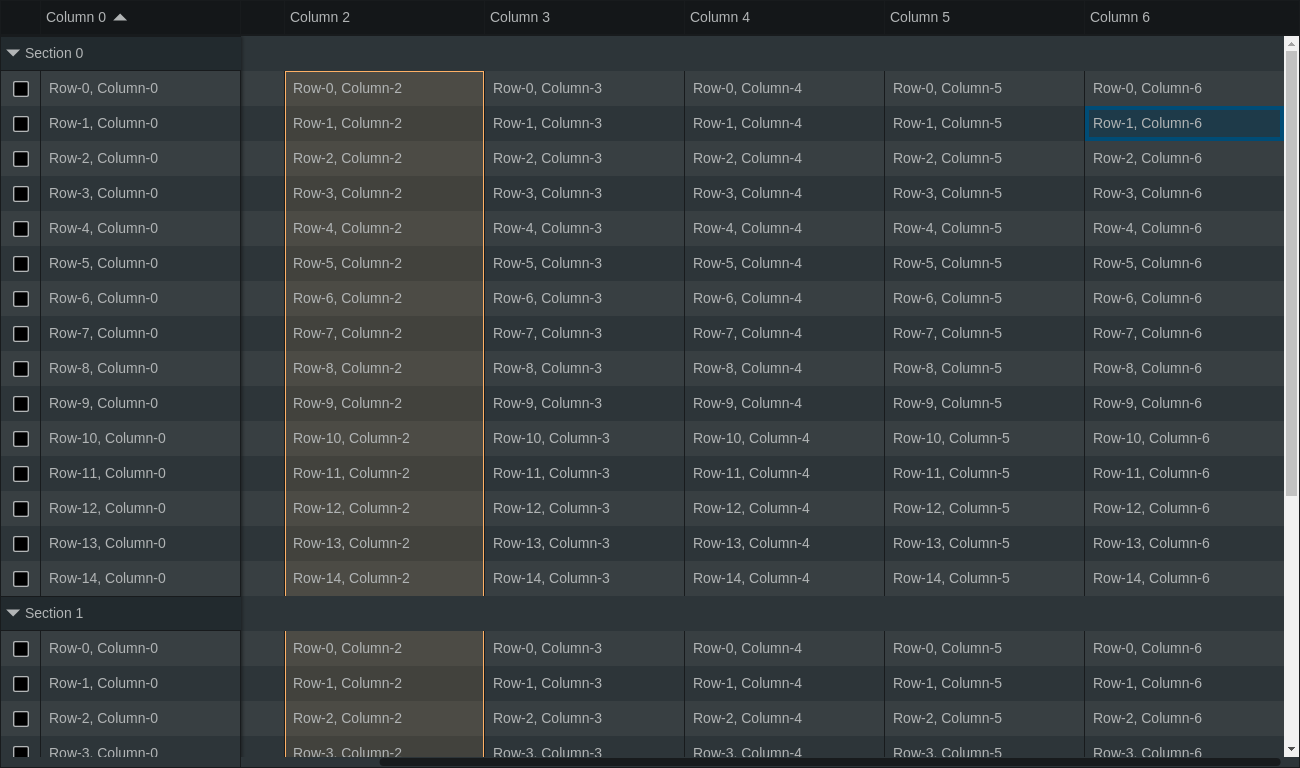 Column 0 Column 2 Column 3 Column 4 Column 5 Column 6
Section 0
Row-0, Column-0 Row-0, Column-2 Row-0, Column-3 Row-0, Column-4 Row-0, Column-5 Row-0, Column-6
Row-1, Column-0 Row-1, Column-2 Row-1, Column-3 Row-1, Column-4 Row-1, Column-5 Row-1, Column-6
Row-2, Column-0 Row-2, Column-2 Row-2, Column-3 Row-2, Column-4 Row-2, Column-5 Row-2, Column-6
Row-3, Column-0 Row-3, Column-2 Row-3, Column-3 Row-3, Column-4 Row-3, Column-5 Row-3, Column-6
Row-4, Column-0 Row-4, Column-2 Row-4, Column-3 Row-4, Column-4 Row-4, Column-5 Row-4, Column-6
Row-5, Column-0 Row-5, Column-2 Row-5, Column-3 Row-5, Column-4 Row-5, Column-5 Row-5, Column-6
Row-6, Column-0 Row-6, Column-2 Row-6, Column-3 Row-6, Column-4 Row-6, Column-5 Row-6, Column-6
Row-7, Column-0 Row-7, Column-2 Row-7, Column-3 Row-7, Column-4 Row-7, Column-5 Row-7, Column-6
Row-8, Column-0 Row-8, Column-2 Row-8, Column-3 Row-8, Column-4 Row-8, Column-5 Row-8, Column-6
Row-9, Column-0 Row-9, Column-2 Row-9, Column-3 Row-9, Column-4 Row-9, Column-5 Row-9, Column-6
Row-10, Column-0 Row-10, Column-2 Row-10, Column-3 Row-10, Column-4 Row-10, Column-5 Row-10, Column-6
Row-11, Column-0 Row-11, Column-2 Row-11, Column-3 Row-11, Column-4 Row-11, Column-5 Row-11, Column-6
Row-12, Column-0 Row-12, Column-2 Row-12, Column-3 Row-12, Column-4 Row-12, Column-5 Row-12, Column-6
Row-13, Column-0 Row-13, Column-2 Row-13, Column-3 Row-13, Column-4 Row-13, Column-5 Row-13, Column-6
Row-14, Column-0 Row-14, Column-2 Row-14, Column-3 Row-14, Column-4 Row-14, Column-5 Row-14, Column-6
Section 1
Row-0, Column-0 Row-0, Column-2 Row-0, Column-3 Row-0, Column-4 Row-0, Column-5 Row-0, Column-6
Row-1, Column-0 Row-1, Column-2 Row-1, Column-3 Row-1, Column-4 Row-1, Column-5 Row-1, Column-6
Row-2, Column-0 Row-2, Column-2 Row-2, Column-3 Row-2, Column-4 Row-2, Column-5 Row-2, Column-6
Row-3, Column-0 Row-3, Column-2 Row-3, Column-3 Row-3, Column-4 Row-3, Column-5 Row-3, Column-6